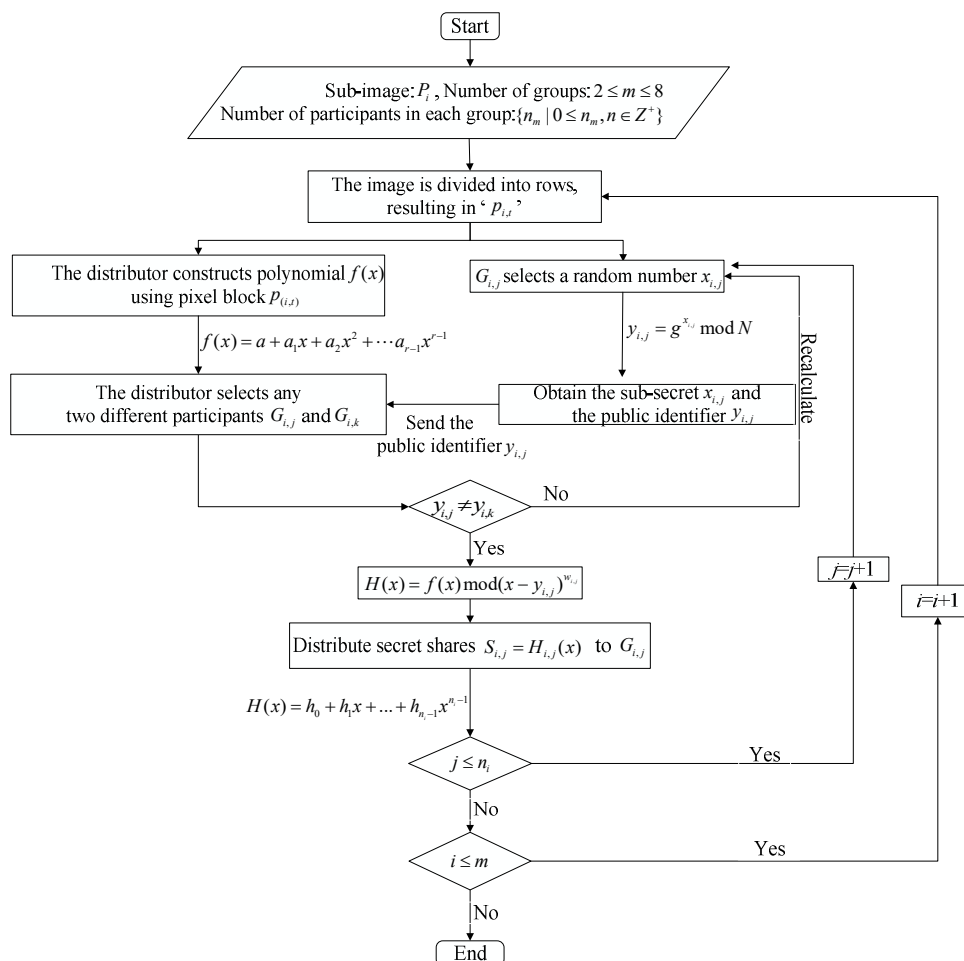 Start
Sub-image: P_i , Number of groups: 2 ≤ m ≤ 8
Number of participants in each group:{n_m | 0 ≤ n_m, n ∈ Z^+}
The image is divided into rows,
resulting in ‘ p_{i,t} ’
The distributor constructs polynomial f(x)
using pixel block p_{(i,t)}
G_{i,j} selects a random number x_{i,j}
f(x) = a + a_1x + a_2x^2 + ⋯a_{r−1}x^{r−1}
y_{i,j} = g^{x_{i,j}} mod N
Recalculate
The distributor selects any
two different participants G_{i,j} and G_{i,k}
Obtain the sub-secret x_{i,j} and
the public identifier y_{i,j}
Send the
public identifier y_{i,j}
y_{i,j} ≠ y_{i,k}
No
Yes
H(x) = f(x) mod(x − y_{i,j})^{w_{i,j}}
j=j+1
i=i+1
Distribute secret shares S_{i,j} = H_{i,j}(x) to G_{i,j}
H(x) = h_0 + h_1x + ... + h_{n_i−1}x^{n_i−1}
j ≤ n_i
Yes
No
i ≤ m
Yes
No
End